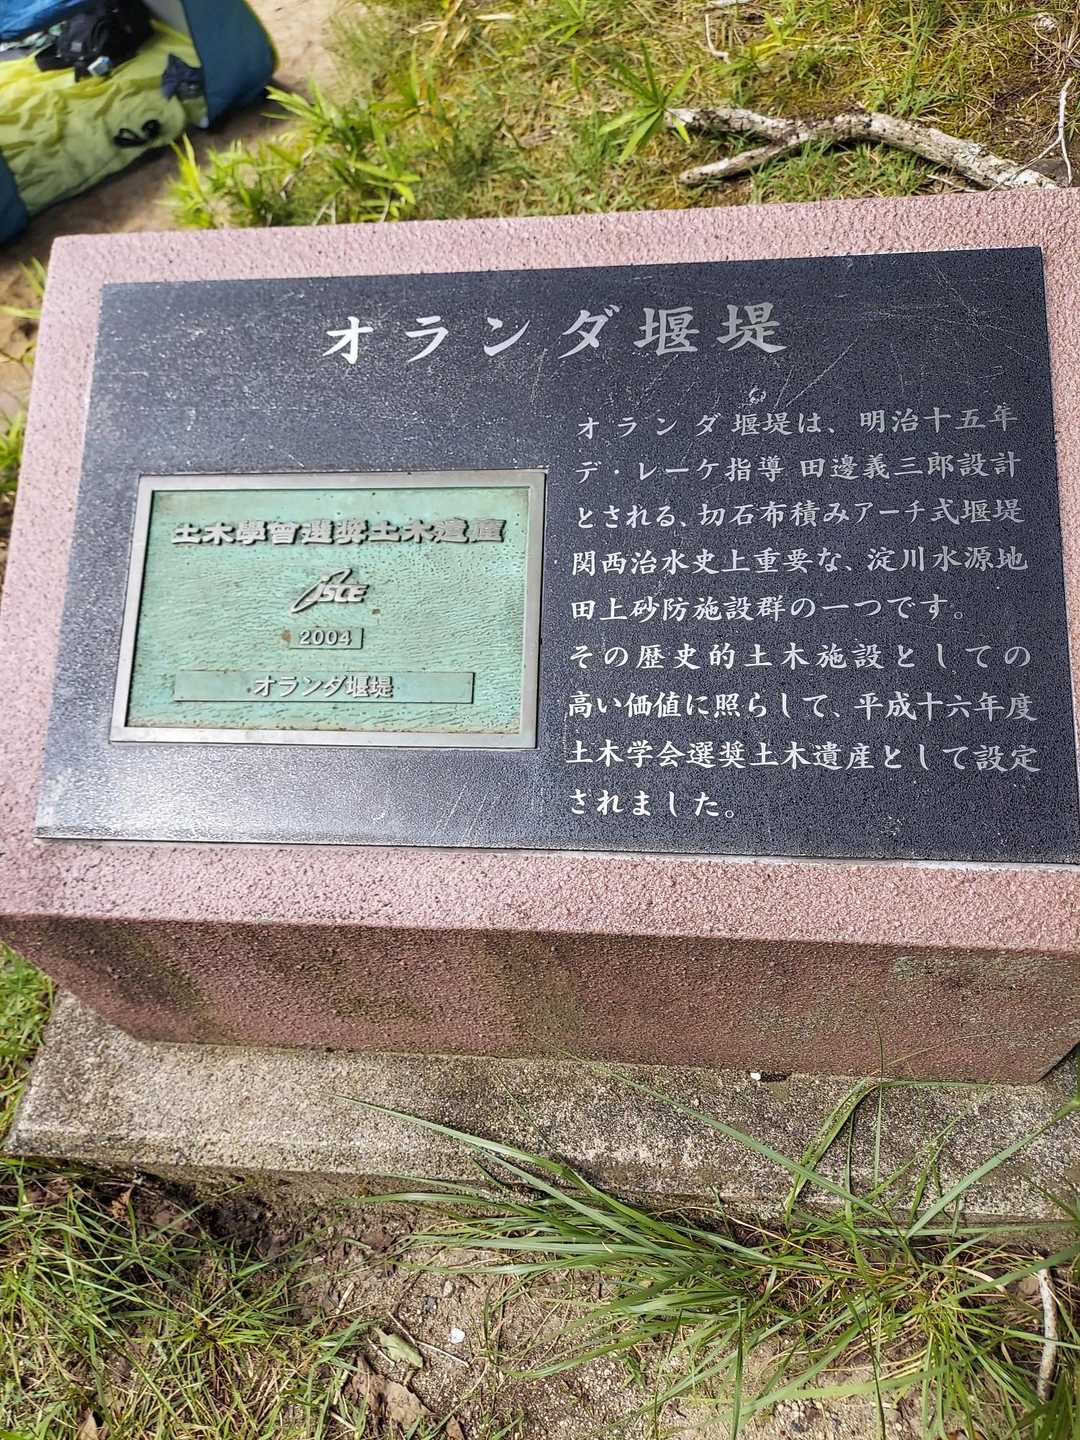 オランダ堰堤
オランダ堰堤は、明治十五年
デ・レーケ指導 田邊義三郎設計
とされる、切石布積みアーチ式堰堤
関西治水史上重要な、淀川水源地
田上砂防施設群の一つです。
その歴史的土木施設としての
高い価値に照らして、平成十六年度
土木学会選奨土木遺産として設定
されました。
土木學會選奨土木遺産
JSCE
2004
オランダ堰堤